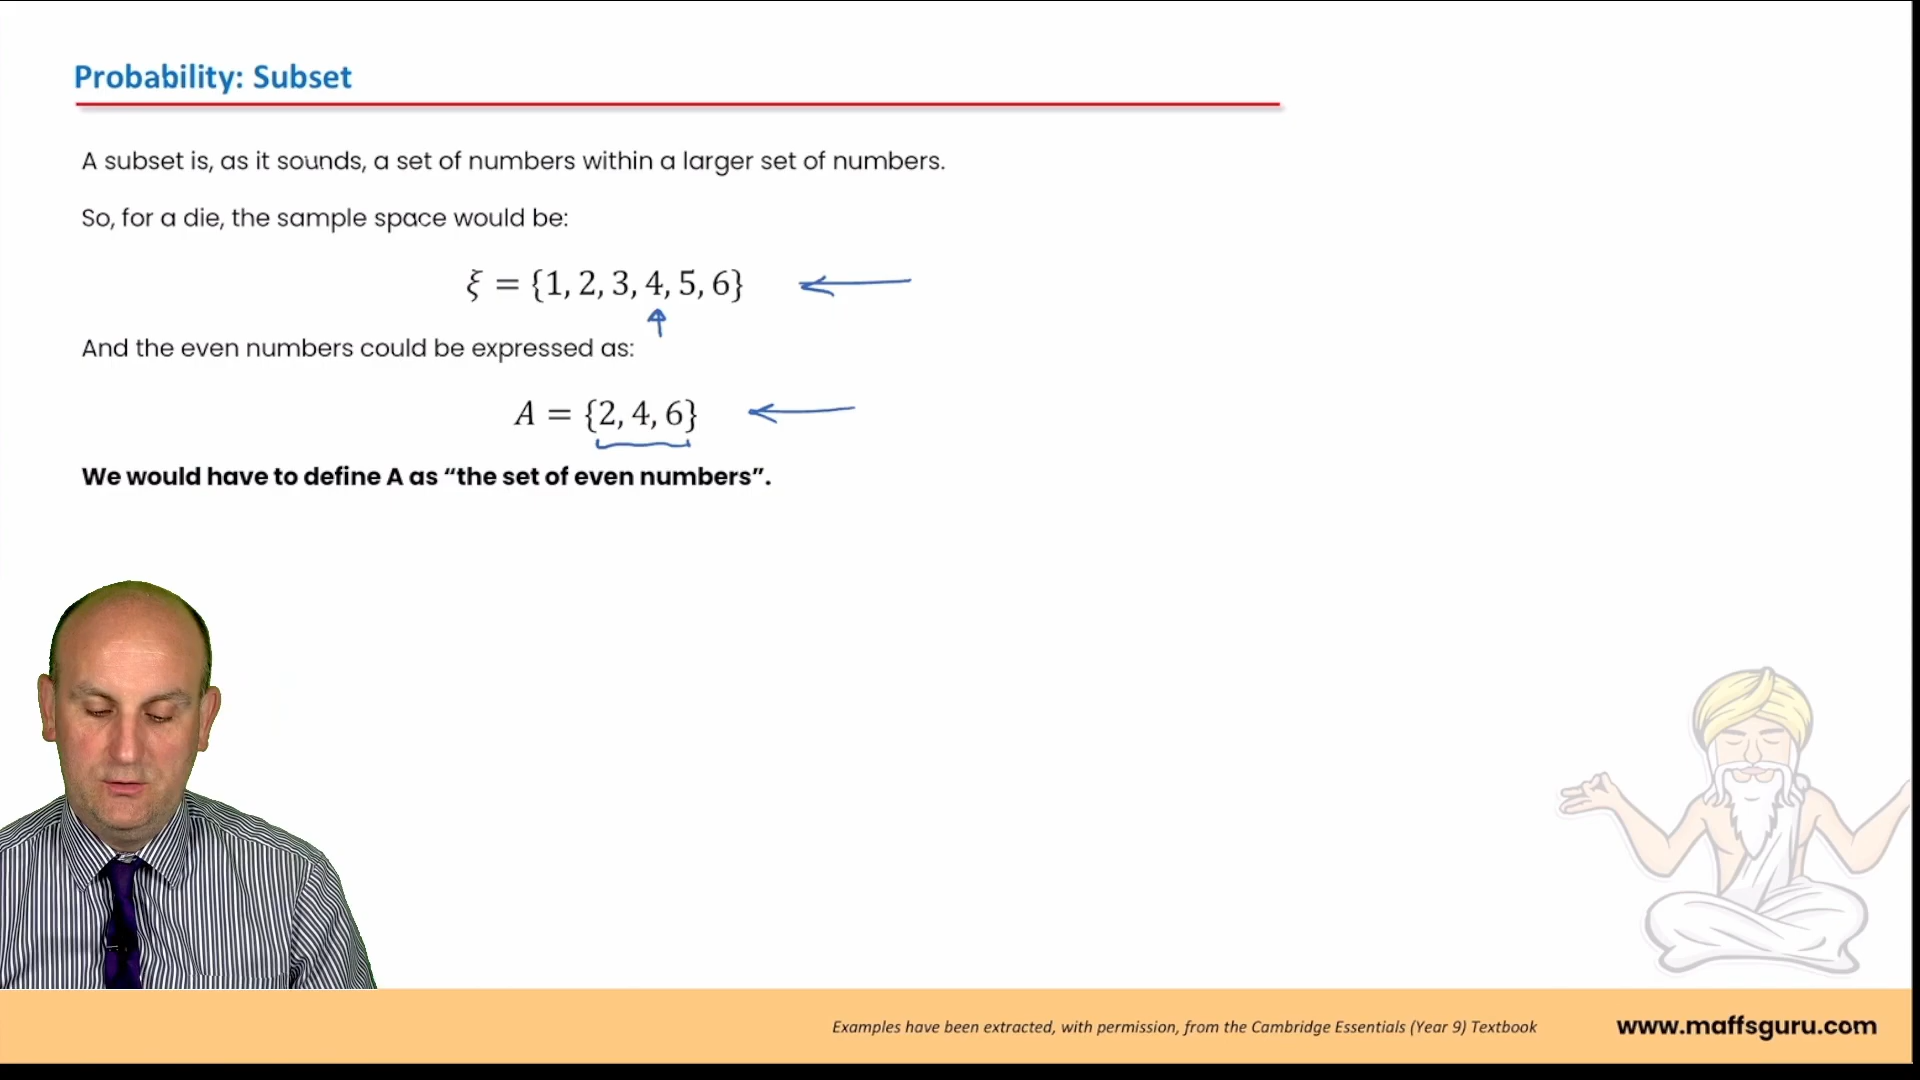 Probability: Subset
A subset is, as it sounds, a set of numbers within a larger set of numbers.
So, for a die, the sample space would be:
ξ = {1, 2, 3, 4, 5, 6}
And the even numbers could be expressed as:
A = {2, 4, 6}
We would have to define A as “the set of even numbers”.
Examples have been extracted, with permission, from the Cambridge Essentials (Year 9) Textbook
www.maffsguru.com